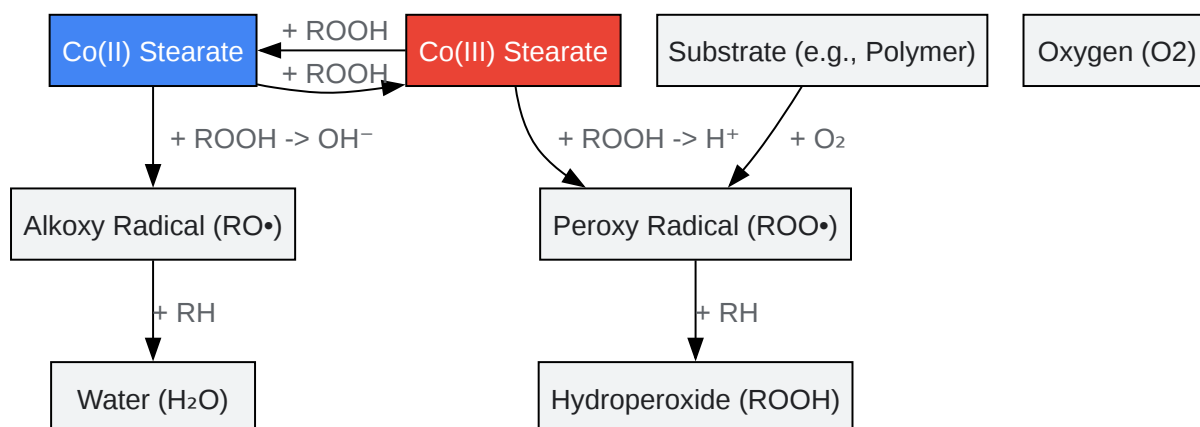 + ROOH
Co(II) Stearate
Co(III) Stearate
Substrate (e.g., Polymer)
Oxygen (O2)
+ ROOH
+ ROOH -> OH⁻
+ ROOH -> H⁺
+ O₂
Alkoxy Radical (RO•)
Peroxy Radical (ROO•)
+ RH
+ RH
Water (H₂O)
Hydroperoxide (ROOH)